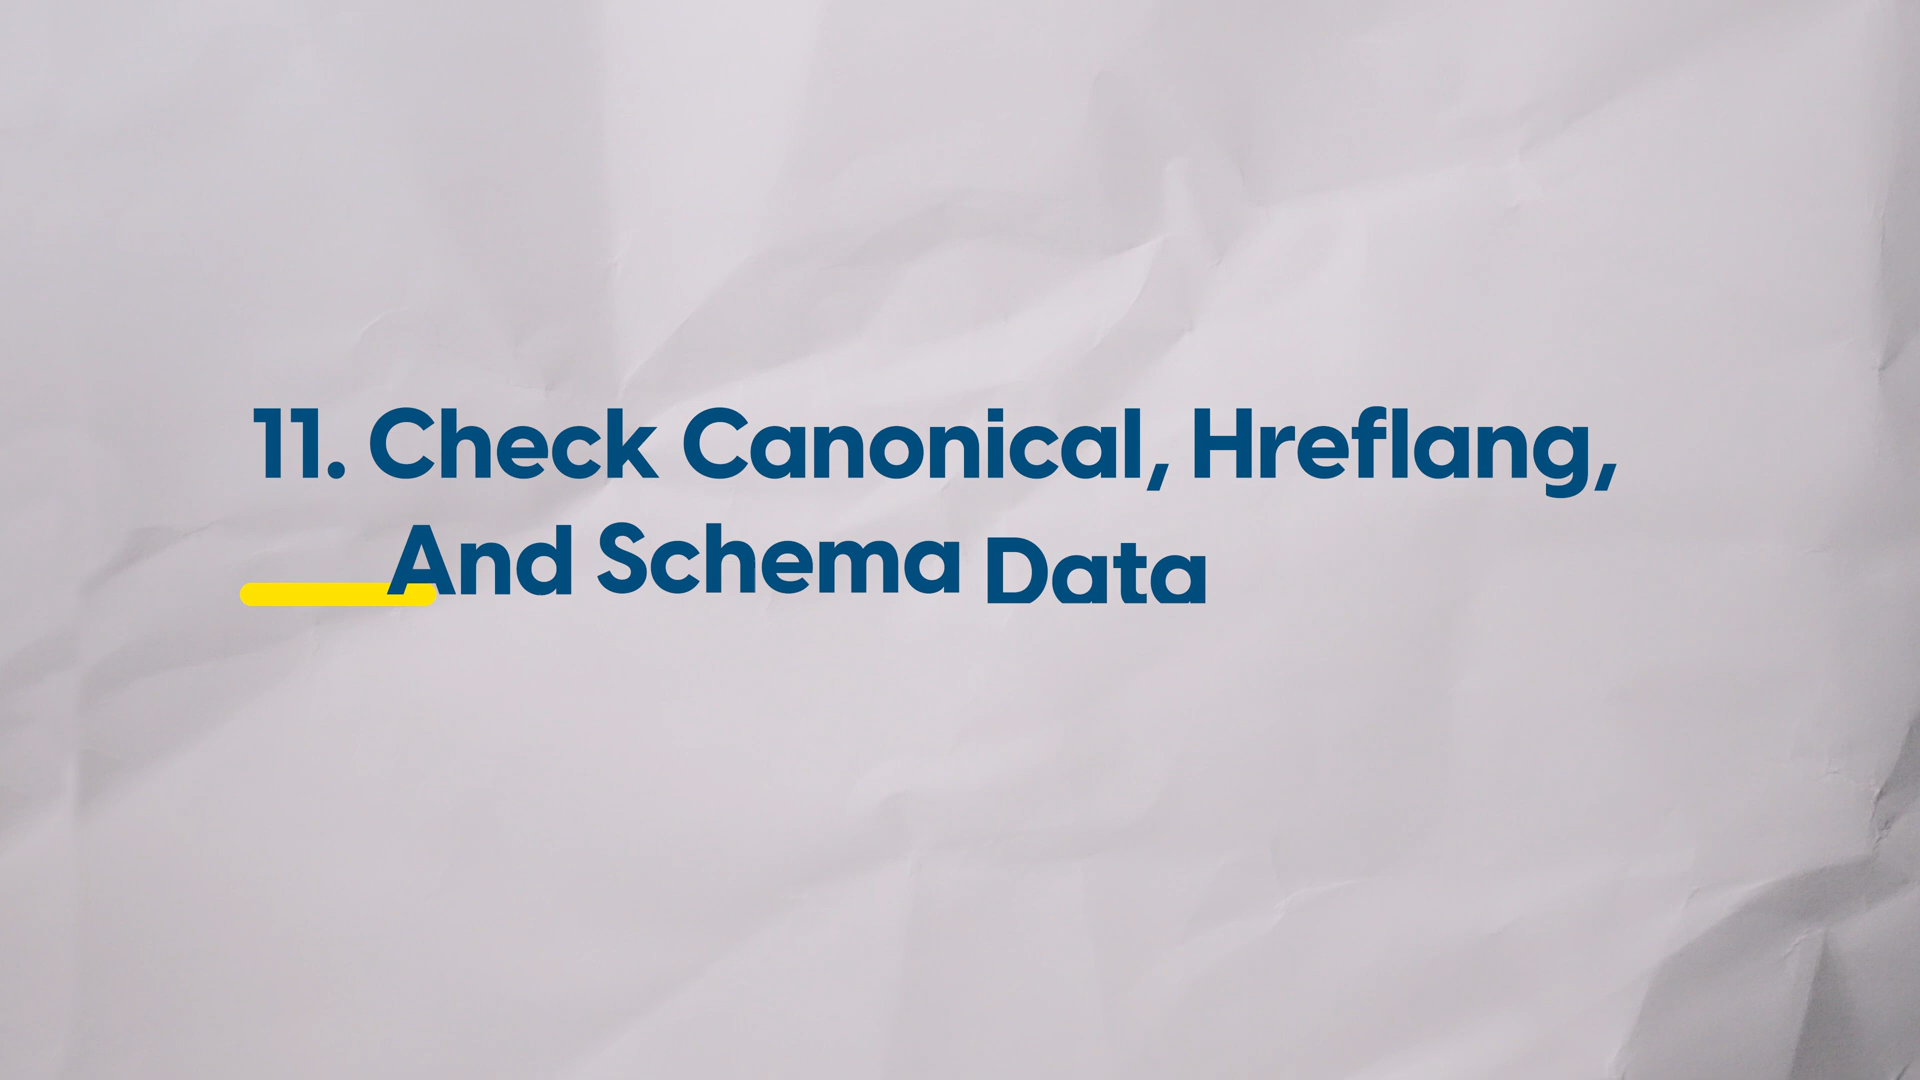 11. Check Canonical, Hreflang,
And Schema Data